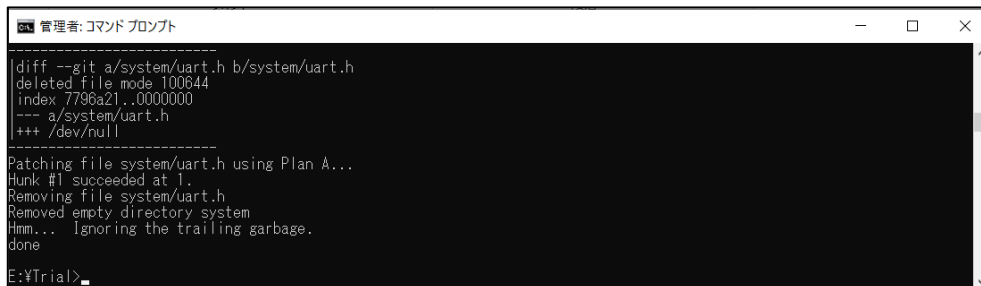 管理者: コマンド プロンプト
--------------------------
|diff --git a/system/uart.h b/system/uart.h
|deleted file mode 100644
|index 7796a21..0000000
|--- a/system/uart.h
|+++ /dev/null
--------------------------
Patching file system/uart.h using Plan A...
Hunk #1 succeeded at 1.
Removing file system/uart.h
Removed empty directory system
Hmm...  Ignoring the trailing garbage.
done
E:¥Trial>